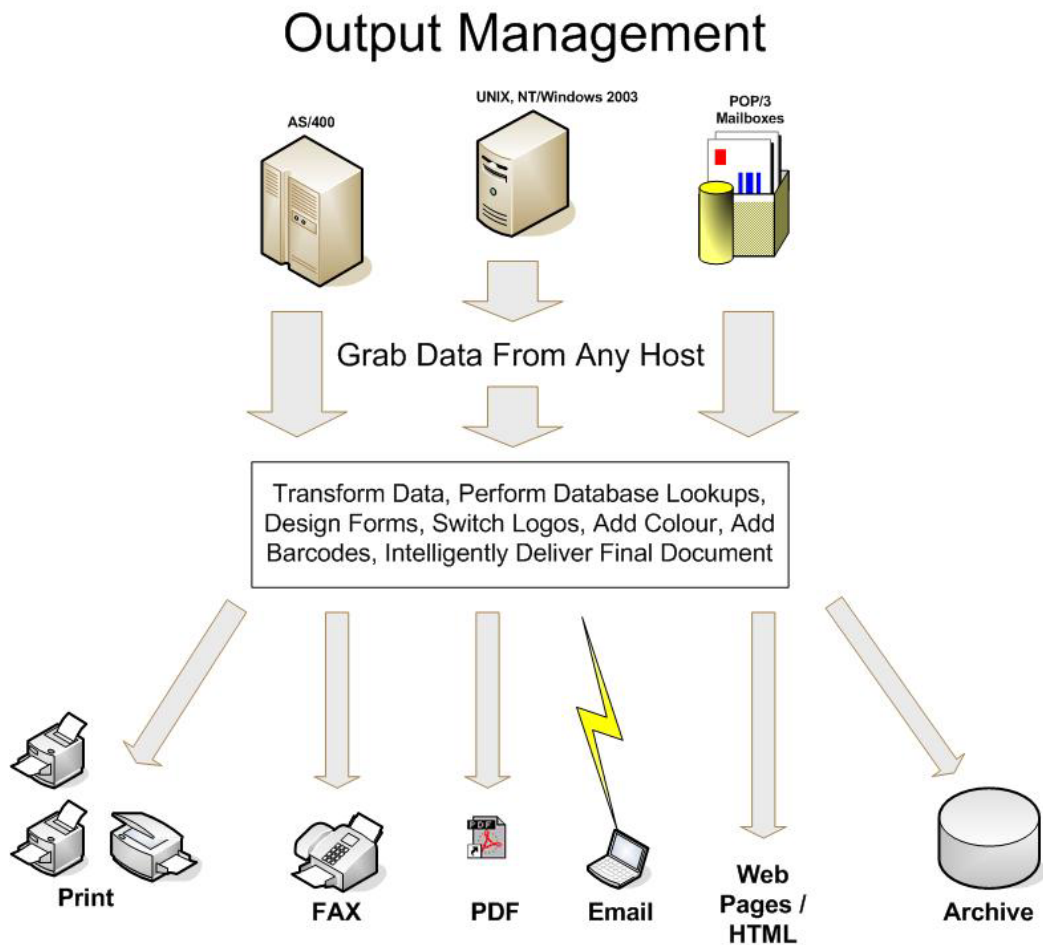 Output Management
AS/400
UNIX, NT/Windows 2003
POP/3
Mailboxes
Grab Data From Any Host
Transform Data, Perform Database Lookups,
Design Forms, Switch Logos, Add Colour, Add
Barcodes, Intelligently Deliver Final Document
PDF
Print
FAX
PDF
Email
Web
Pages /
HTML
Archive